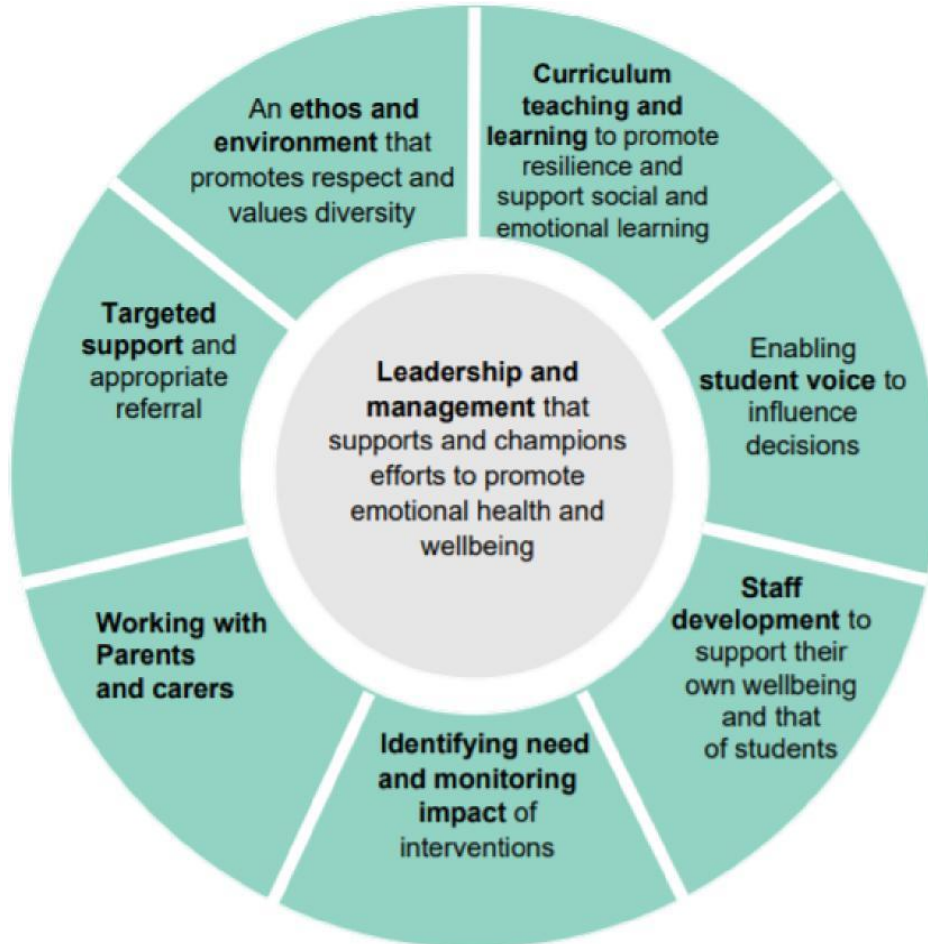 Curriculum
teaching and
learning to promote
resilience and
support social and
emotional learning
Enabling
student voice to
influence
decisions
Staff
development to
support their
own wellbeing
and that
of students
Identifying need
and monitoring
impact of
interventions
Working with
Parents
and carers
Targeted
support and
appropriate
referral
An ethos and
environment that
promotes respect and
values diversity
Leadership and
management that
supports and champions
efforts to promote
emotional health and
wellbeing